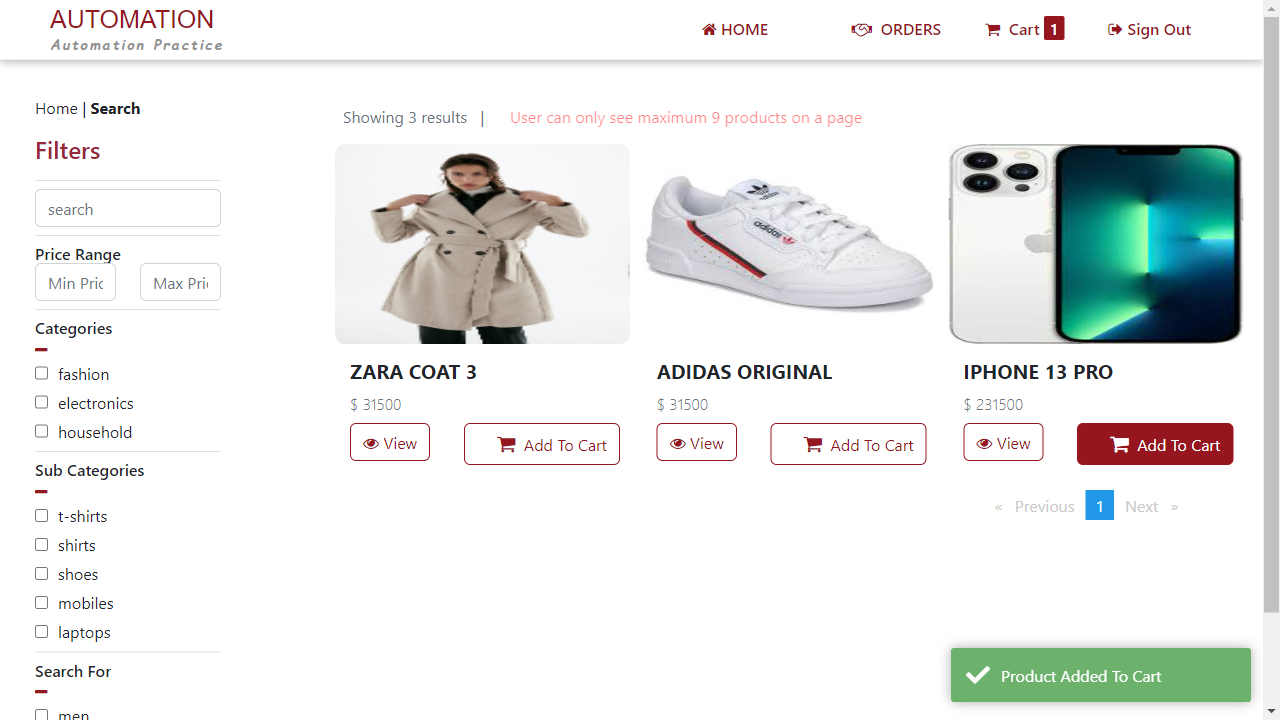 AUTOMATION
Automation Practice
HOME
ORDERS
Cart 1
Sign Out
Home | Search
Filters
search
Price Range
Min Pric
Max Pri
Categories
fashion
electronics
household
Sub Categories
t-shirts
shirts
shoes
mobiles
laptops
Search For
men
Showing 3 results |
User can only see maximum 9 products on a page
adidas
adidas
ZARA COAT 3
$ 31500
View
Add To Cart
ADIDAS ORIGINAL
$ 31500
View
Add To Cart
IPHONE 13 PRO
$ 231500
View
Add To Cart
« Previous 1 Next »
Product Added To Cart